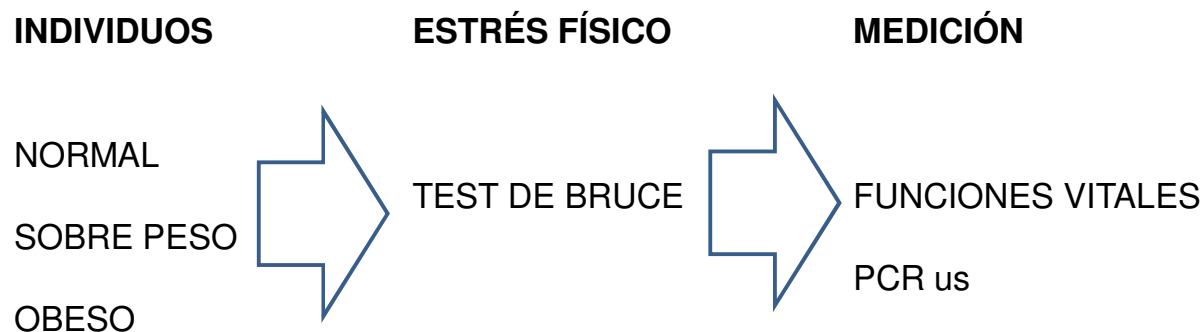 INDIVIDUOS
NORMAL
SOBRE PESO
OBESO
ESTRÉS FÍSICO
TEST DE BRUCE
MEDICIÓN
FUNCIONES VITALES
PCR us